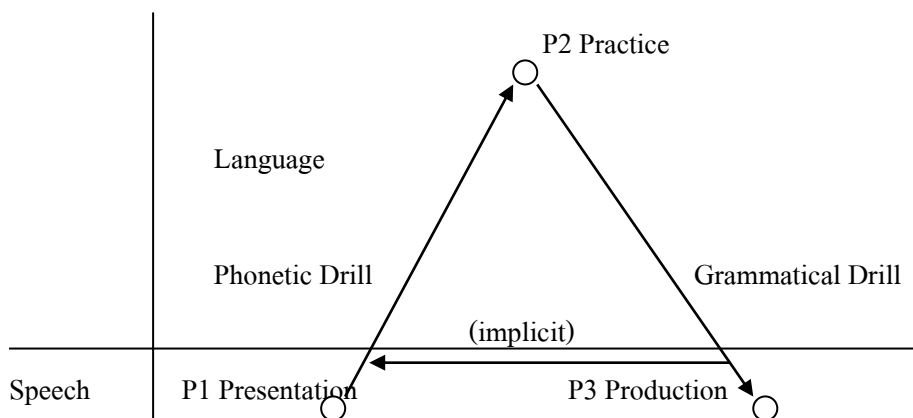 P2 Practice
Language
Phonetic Drill
Grammatical Drill
(implicit)
Speech
P1 Presentation
P3 Production